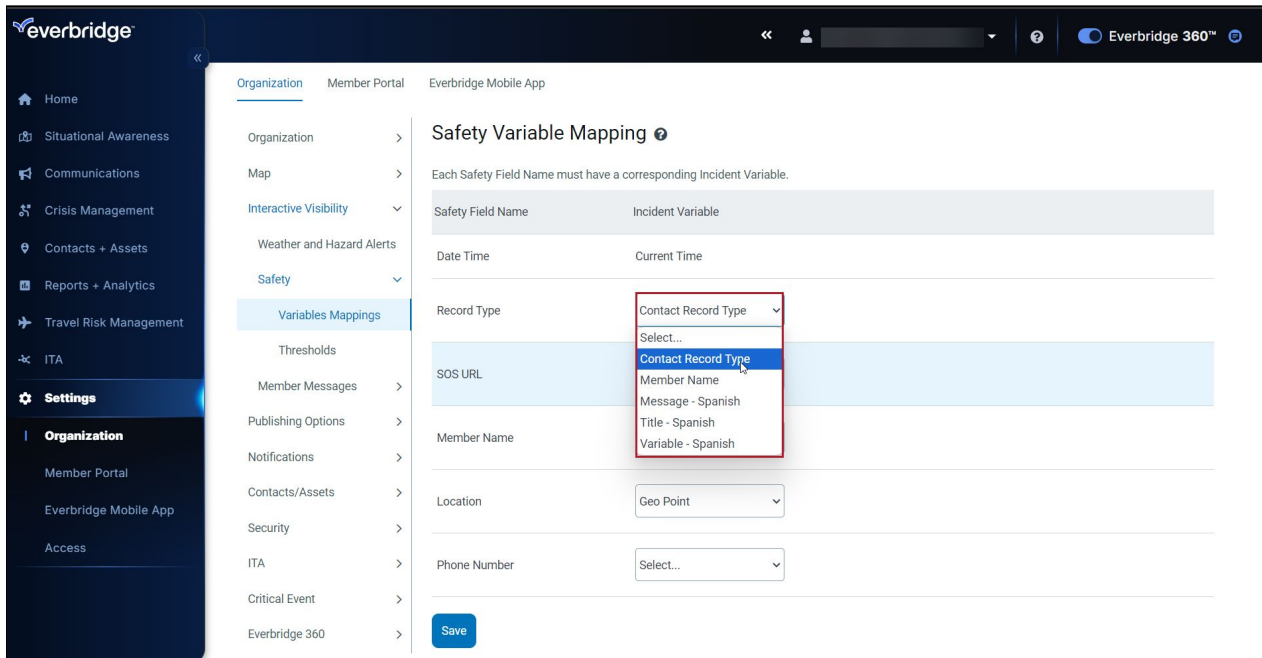 everbridge™
«
Everbridge 360™
«
Home
Situational Awareness
Communications
Crisis Management
Contacts + Assets
Reports + Analytics
Travel Risk Management
ITA
Settings
Organization
Member Portal
Everbridge Mobile App
Access
Organization Member Portal Everbridge Mobile App
Organization
Map
Interactive Visibility
Weather and Hazard Alerts
Safety
Variables Mappings
Thresholds
Member Messages
Publishing Options
Notifications
Contacts/Assets
Security
ITA
Critical Event
Everbridge 360
Safety Variable Mapping
Each Safety Field Name must have a corresponding Incident Variable.
Safety Field Name Incident Variable
Date Time Current Time
Record Type Contact Record Type
Select...
Contact Record Type
Member Name
Message - Spanish
Title - Spanish
Variable - Spanish
SOS URL
Member Name
Location Geo Point
Phone Number Select...
Save